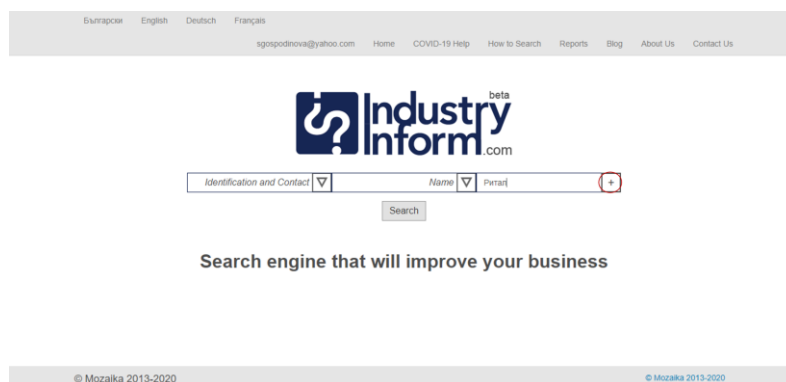 Български English Deutsch Français
sgospodinova@yahoo.com Home COVID-19 Help How to Search Reports Blog About Us Contact Us
beta
Industry
Inform.com
Identification and Contact Name Ритал +
Search
Search engine that will improve your business
© Mozaika 2013-2020 © Mozaika 2013-2020